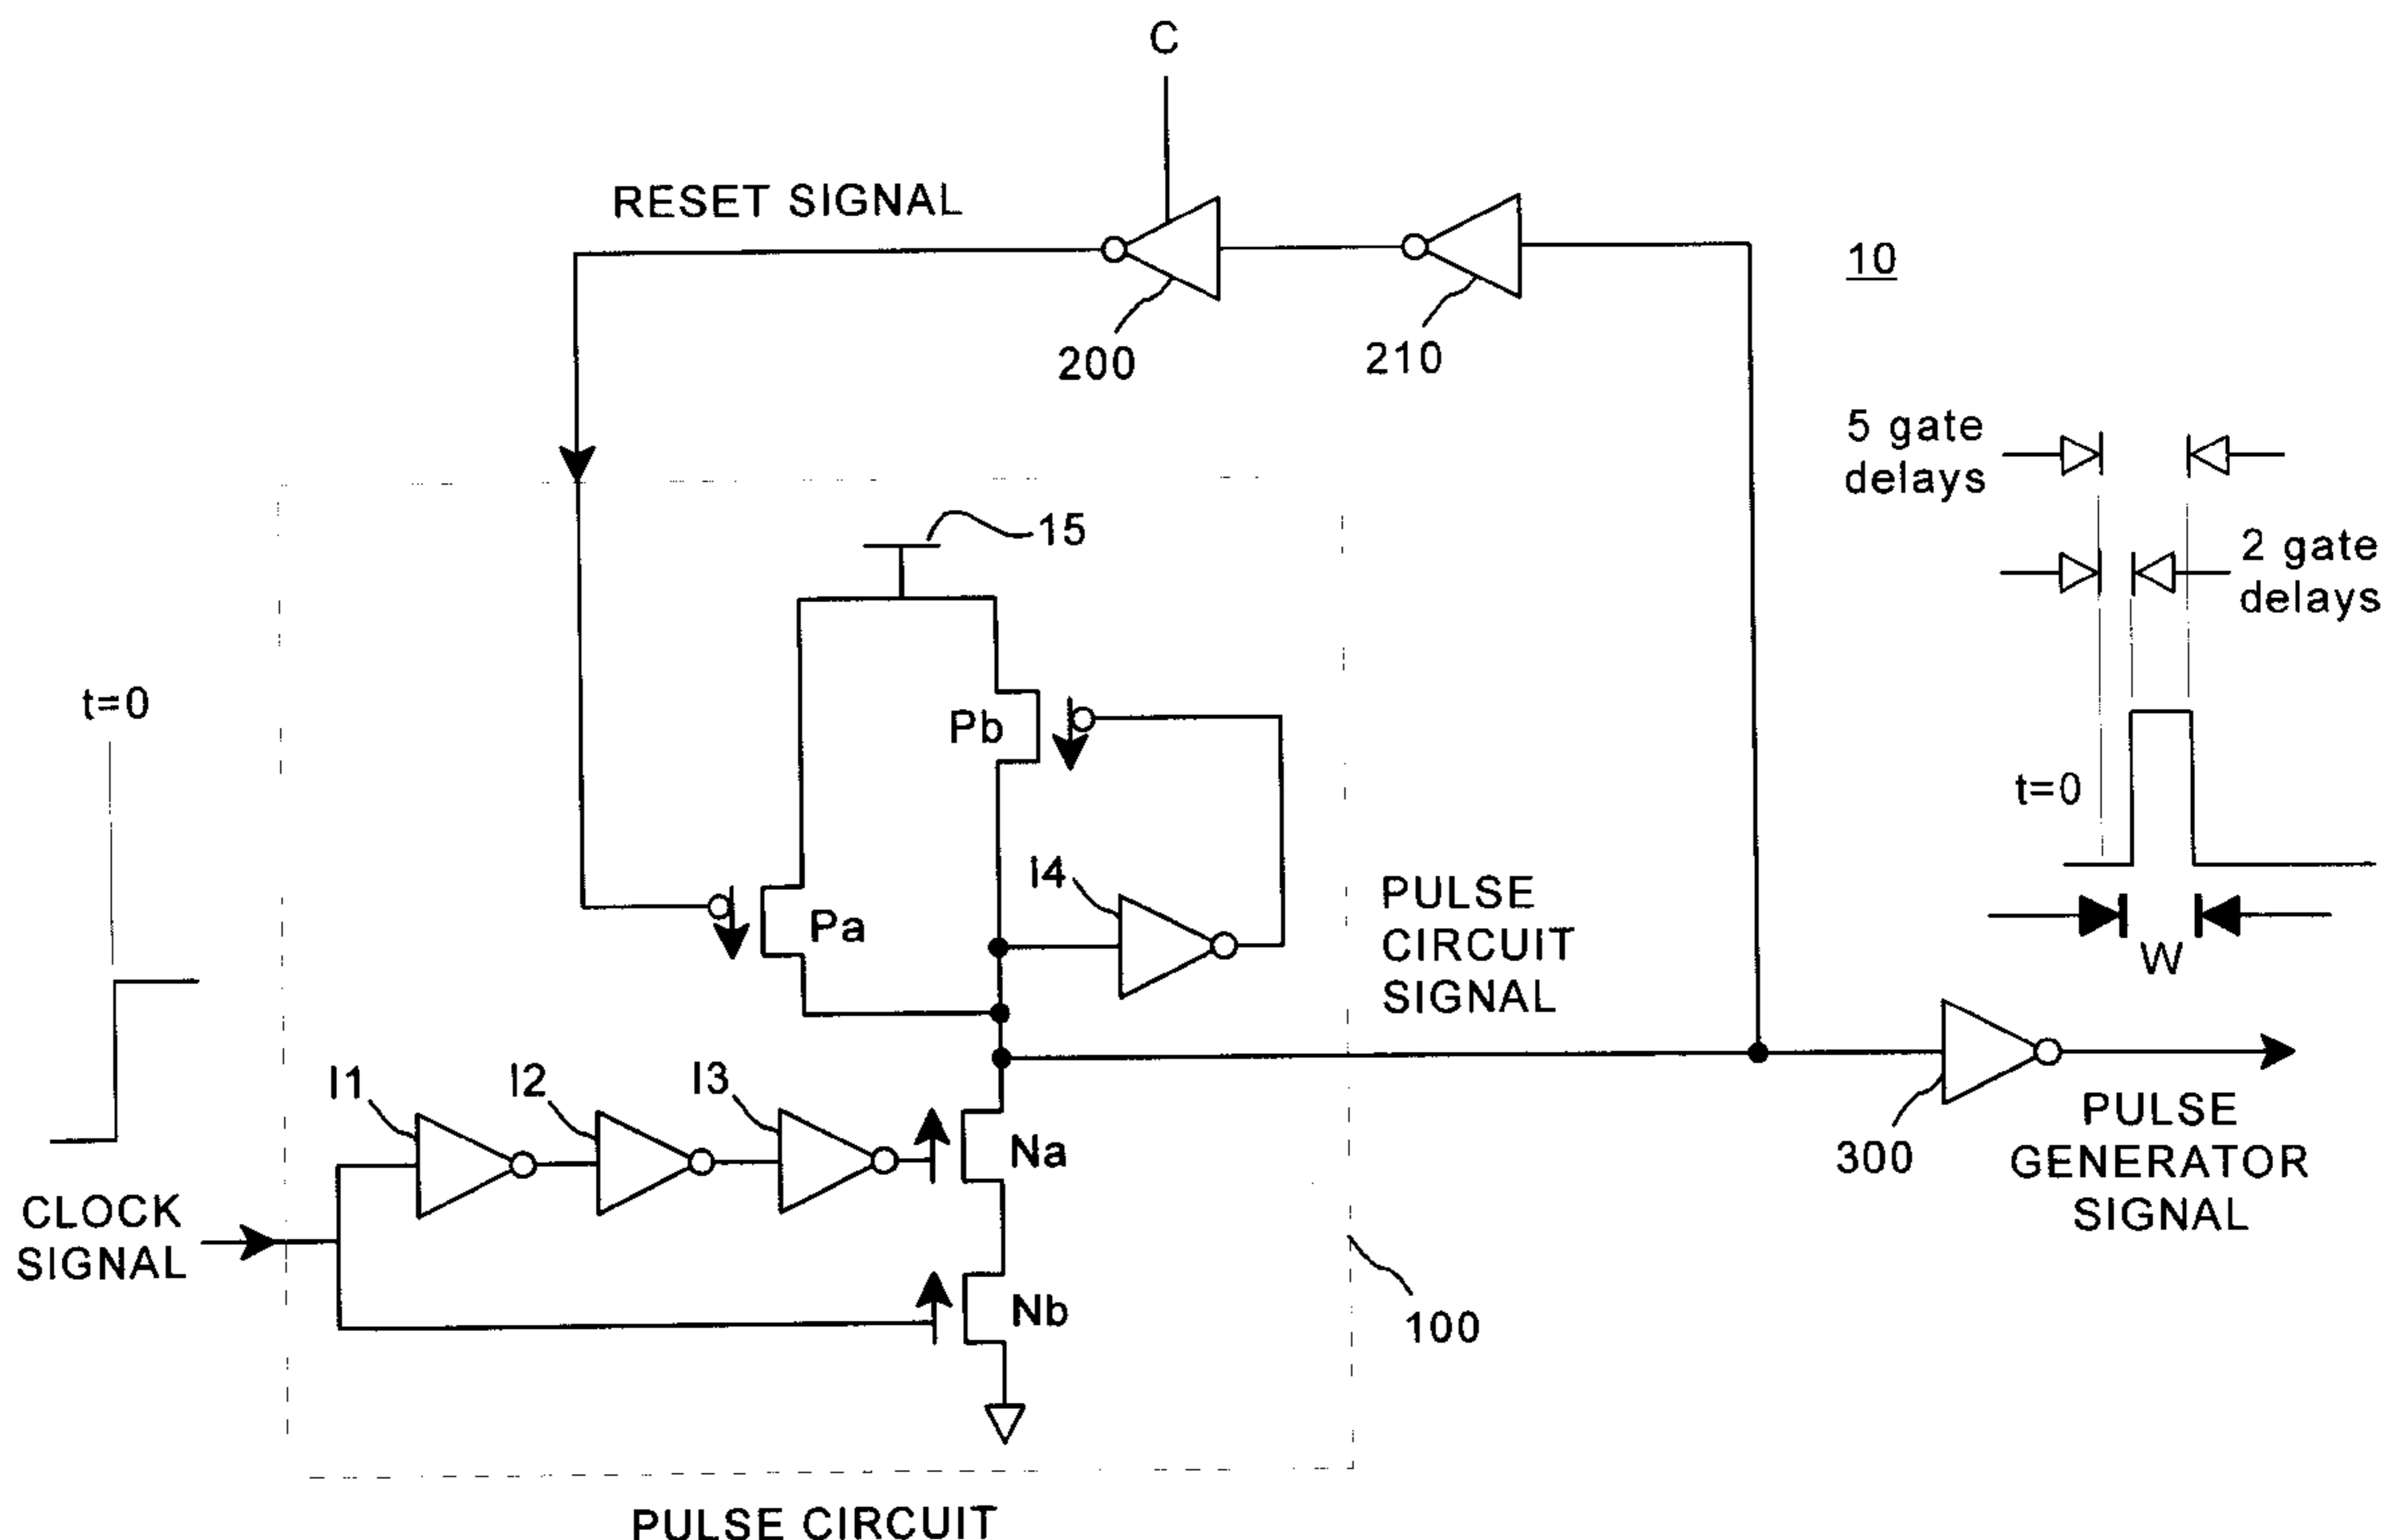 C
RESET SIGNAL
10
200
210
5 gate
delays
2 gate
delays
15
t=0
Pb
t=0
I4
Pa
PULSE
CIRCUIT
SIGNAL
W
I1
I2
I3
Na
300
PULSE
GENERATOR
SIGNAL
CLOCK
SIGNAL
Nb
100
PULSE CIRCUIT